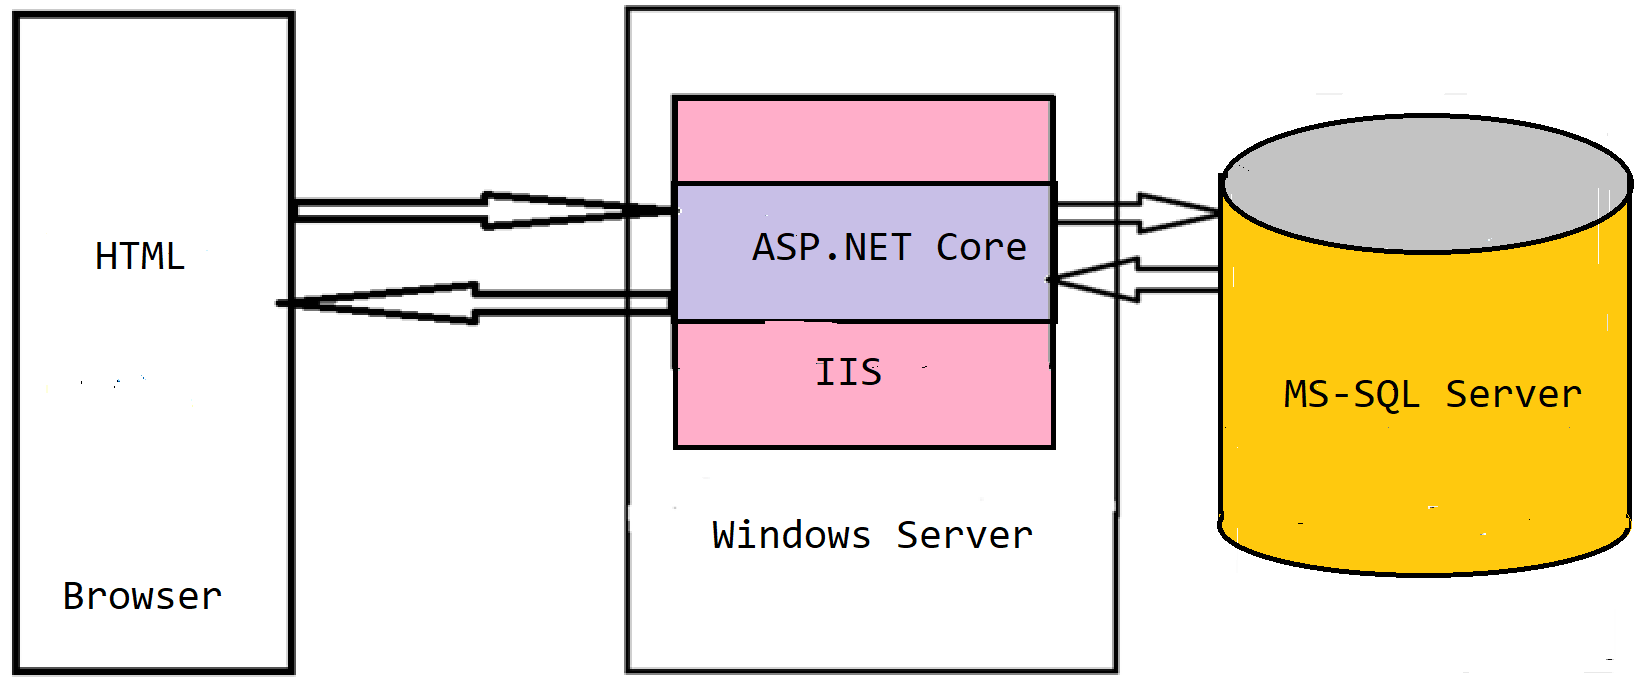 HTML
Browser
ASP.NET Core
IIS
Windows Server
MS-SQL Server